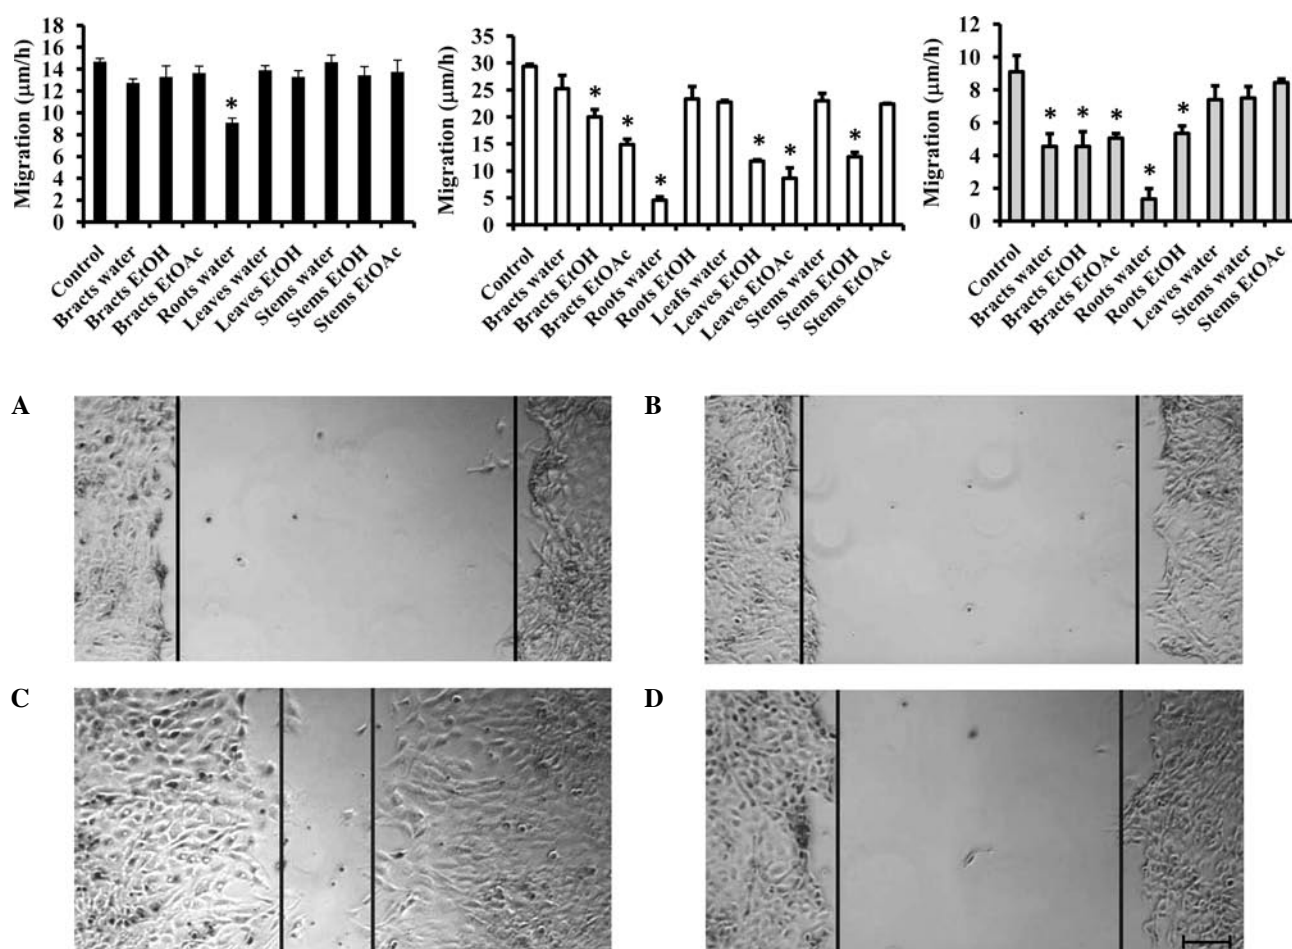 Migration (µm/h)
18
16
14
12
10
8
6
4
2
0
*
Control
Bracts water
Bracts EtOH
Bracts EtOAc
Roots water
Leaves water
Leaves EtOH
Stems water
Stems EtOH
Stems EtOAc
Migration (µm/h)
35
30
25
20
15
10
5
0
* * * * * *
Control
Bracts water
Bracts EtOH
Bracts EtOAc
Roots water
Roots EtOH
Leafs water
Leaves EtOH
Leaves EtOAc
Stems water
Stems EtOH
Stems EtOAc
Migration (µm/h)
12
10
8
6
4
2
0
* * * * *
Control
Bracts water
Bracts EtOH
Bracts EtOAc
Roots water
Roots EtOH
Leaves water
Stems water
Stems EtOAc
A
B
C
D